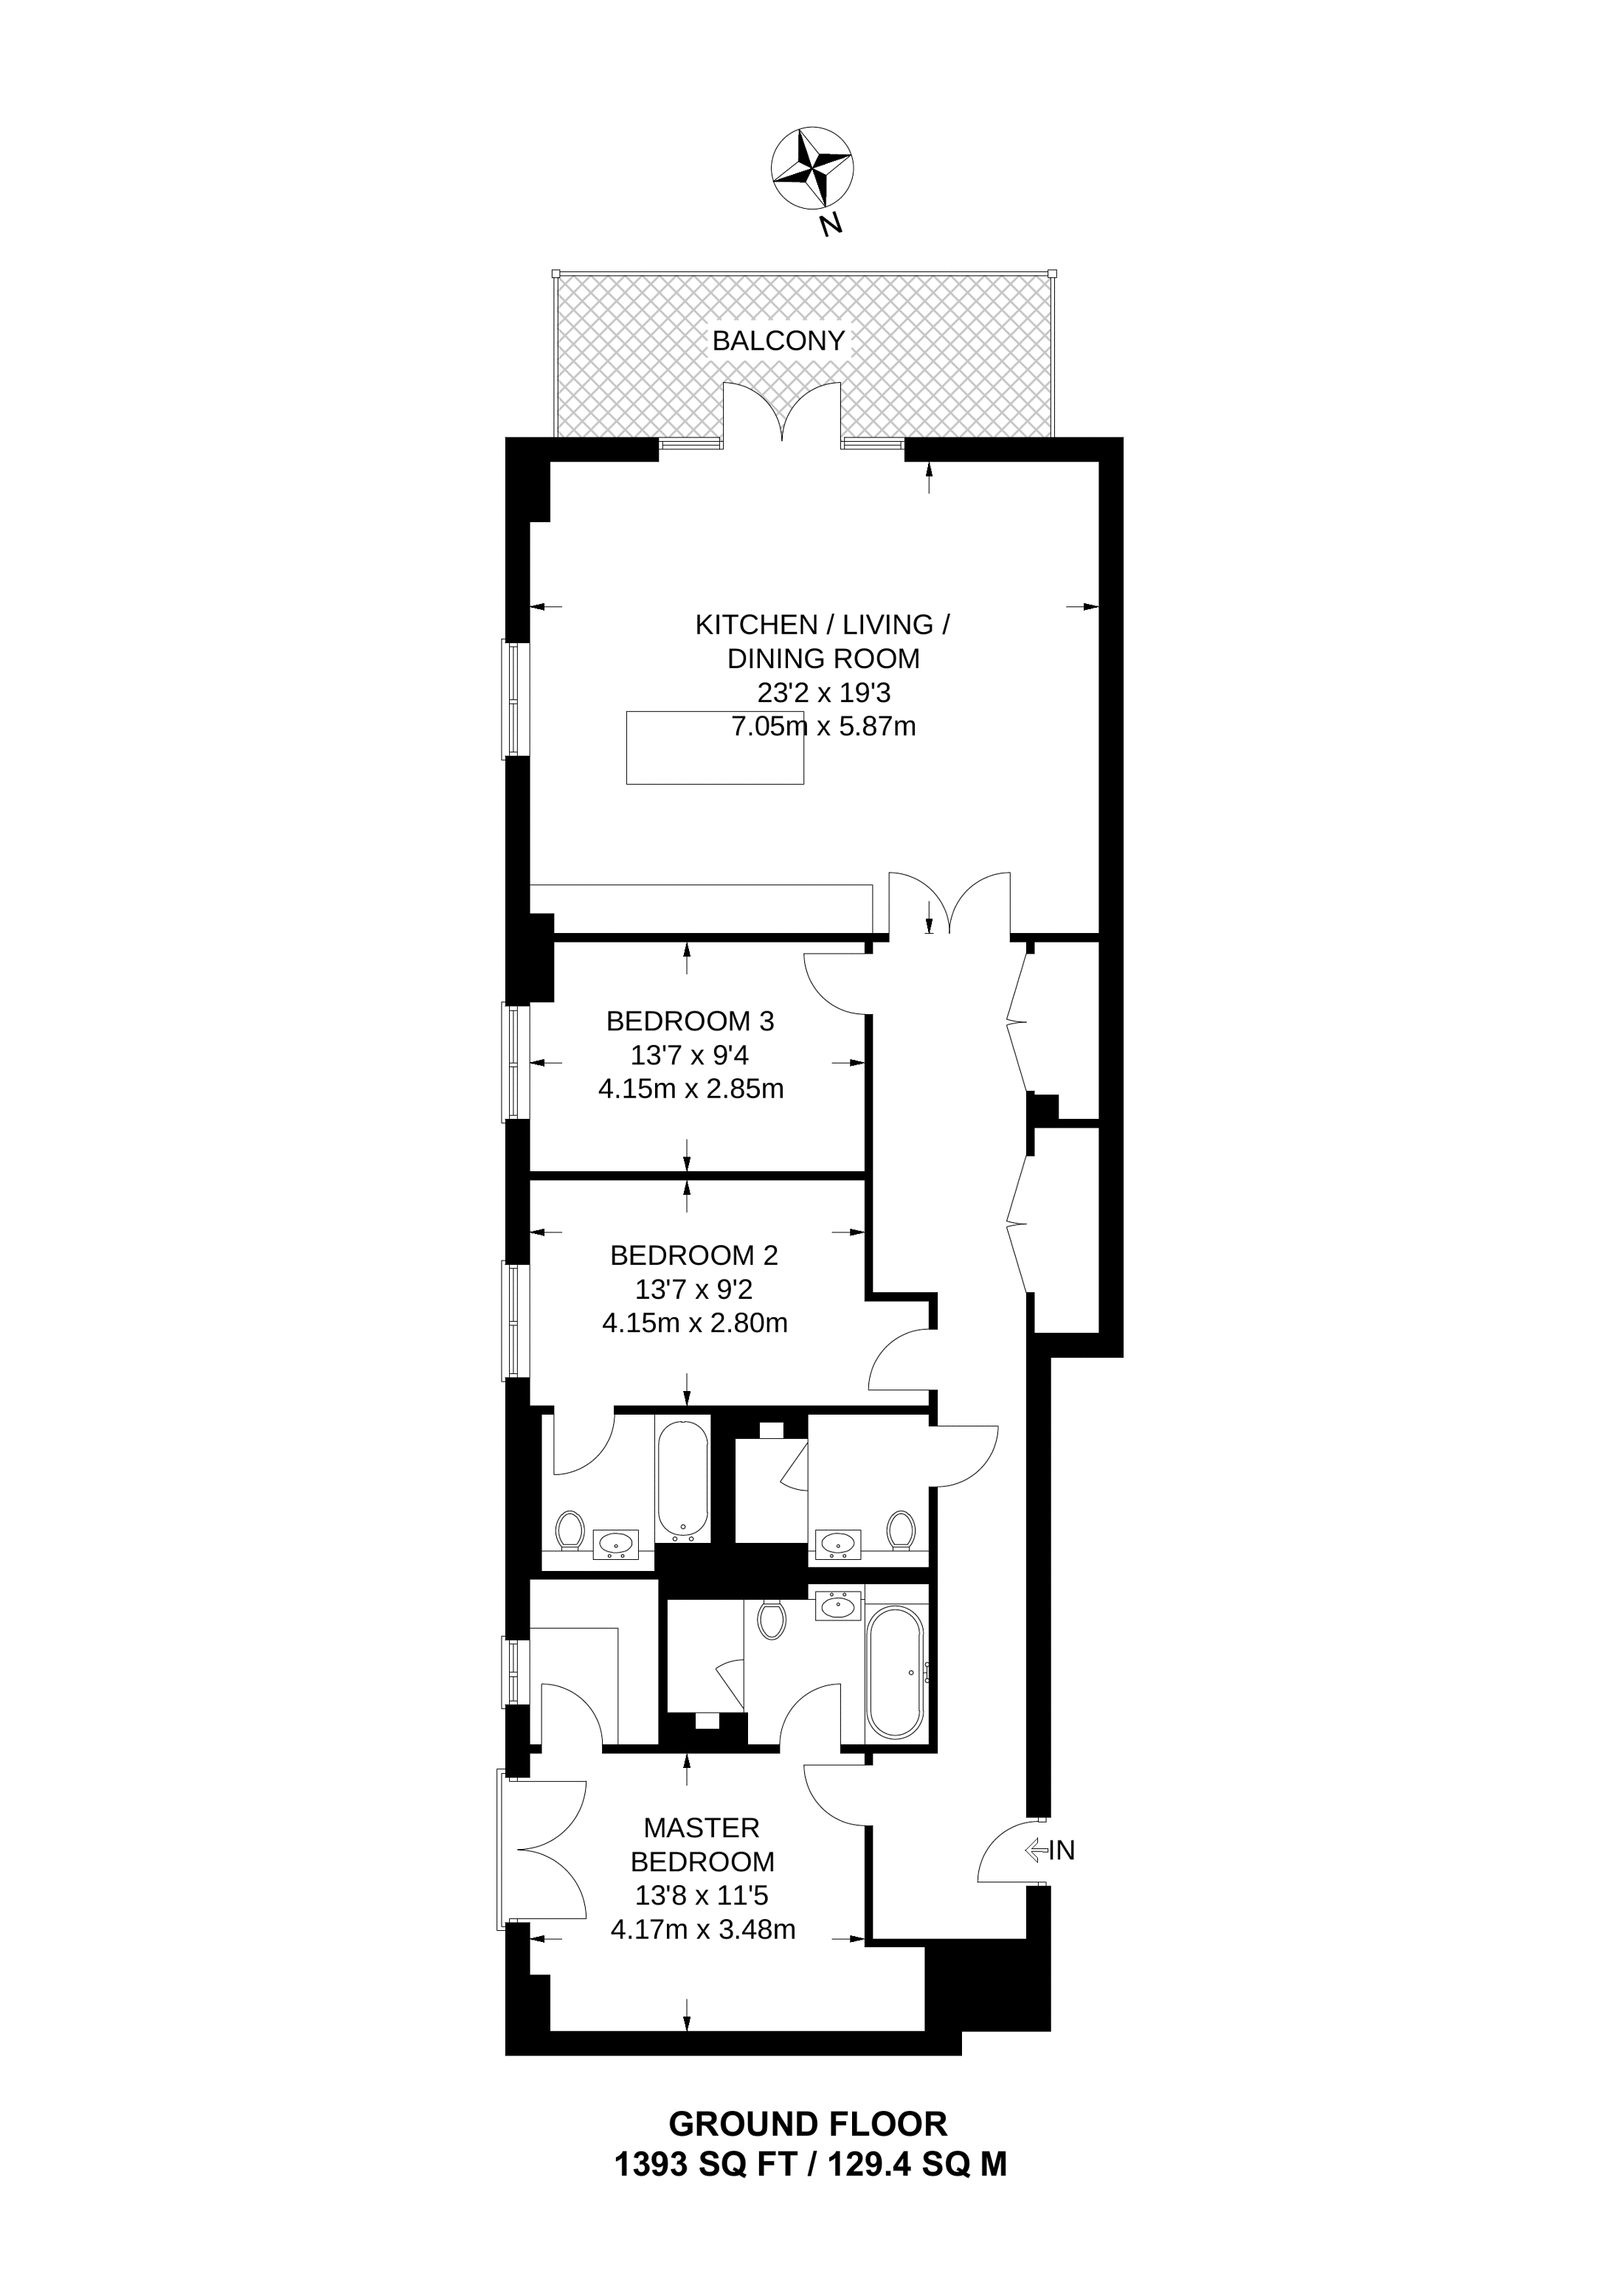 N
BALCONY
KITCHEN / LIVING /
DINING ROOM
23'2 x 19'3
7.05m x 5.87m
BEDROOM 3
13'7 x 9'4
4.15m x 2.85m
BEDROOM 2
13'7 x 9'2
4.15m x 2.80m
MASTER
BEDROOM
13'8 x 11'5
4.17m x 3.48m
IN
GROUND FLOOR
1393 SQ FT / 129.4 SQ M